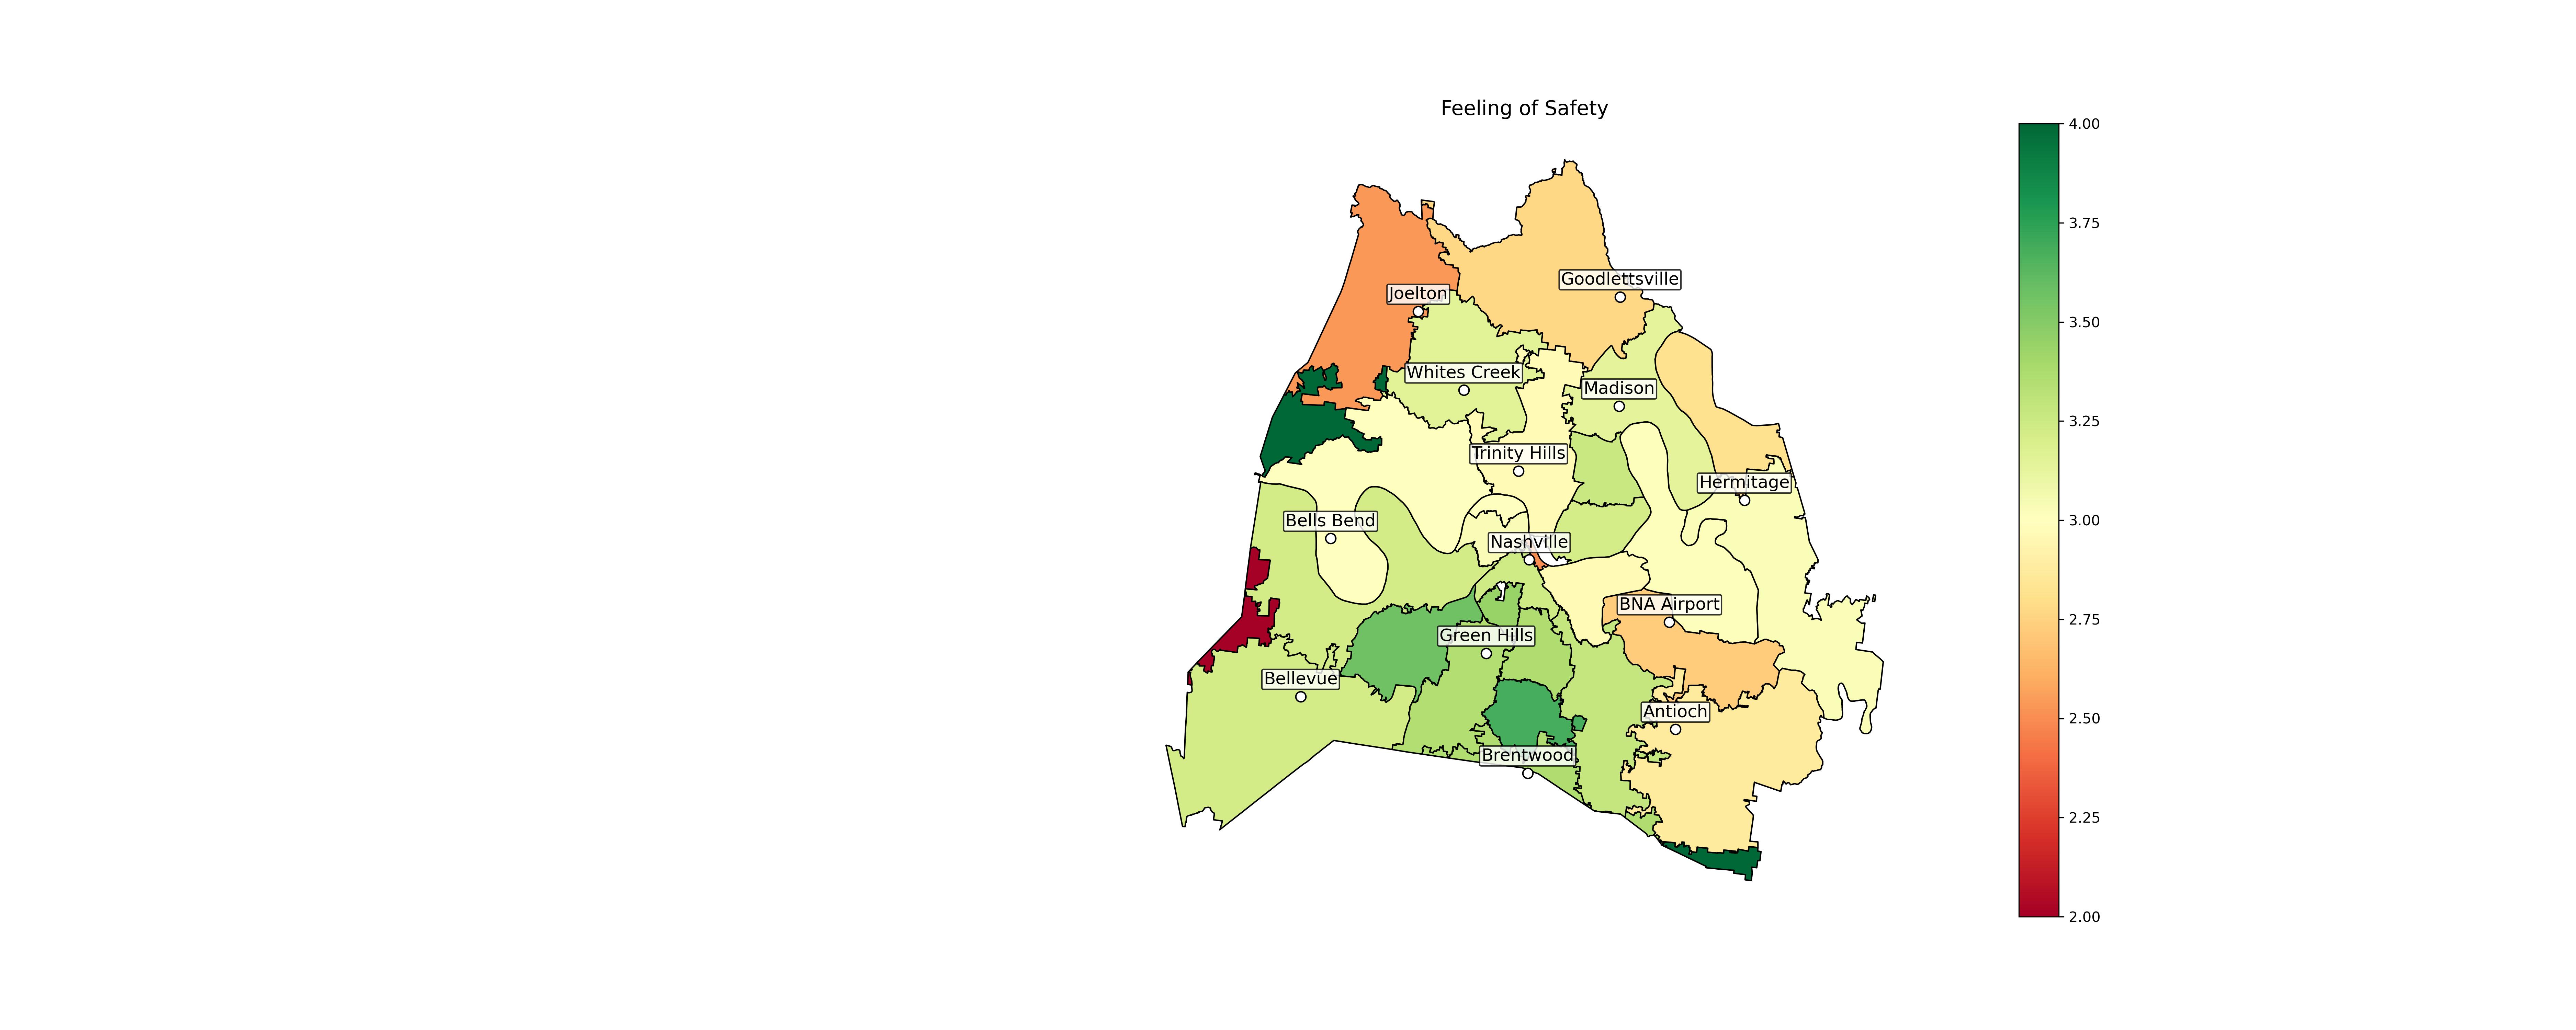 Feeling of Safety
4.00
3.75
3.50
3.25
3.00
2.75
2.50
2.25
2.00
Goodlettsville
Joelton
Whites Creek
Madison
Trinity Hills
Hermitage
Bells Bend
Nashville
BNA Airport
Green Hills
Bellevue
Antioch
Brentwood